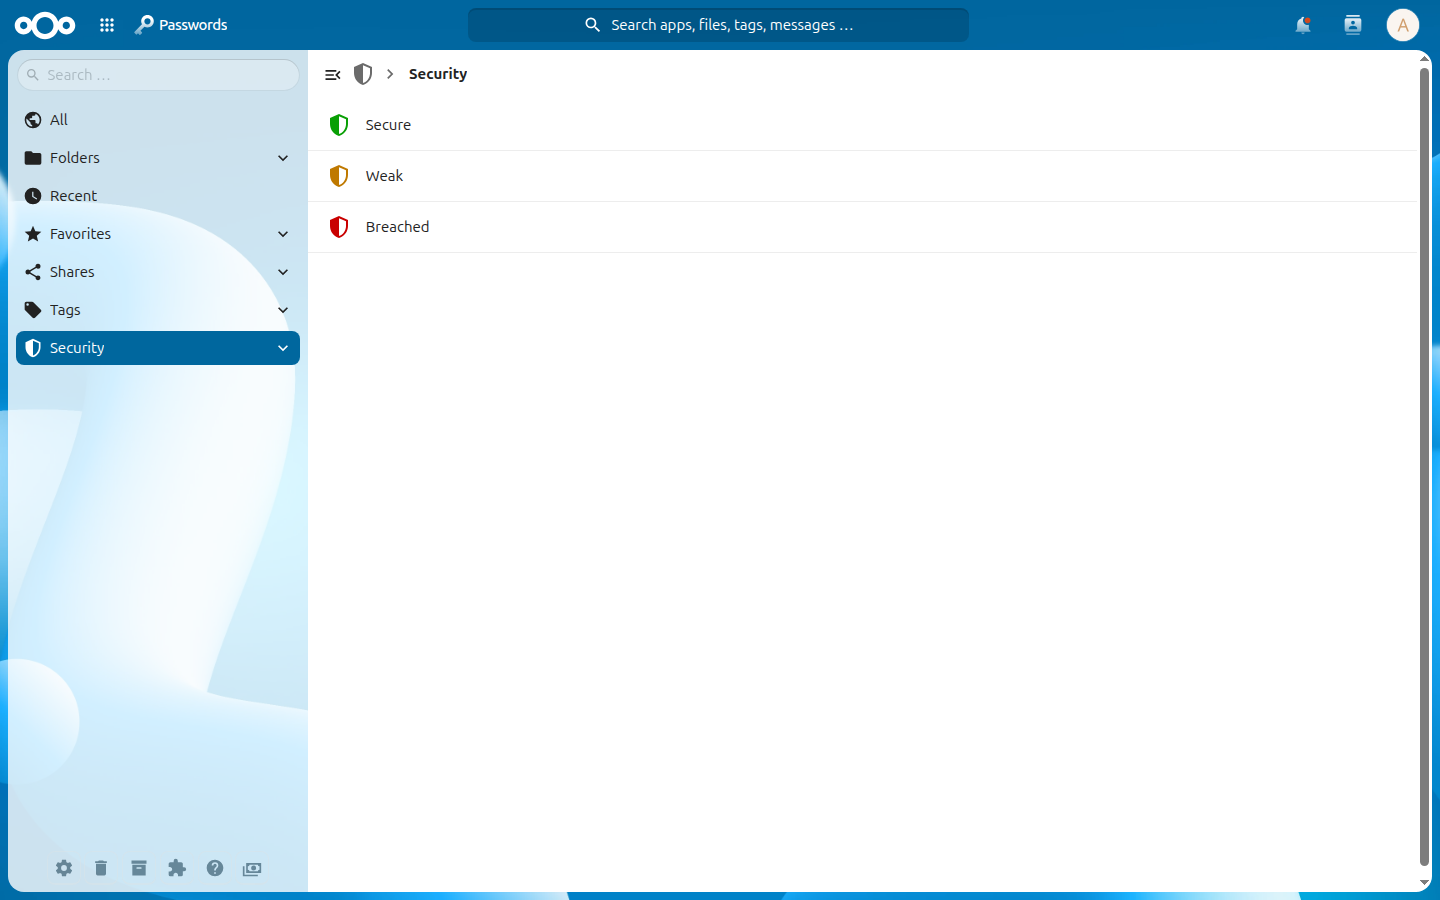 Passwords
Search apps, files, tags, messages …
A
Search …
All
Folders
Recent
Favorites
Shares
Tags
Security
Security
Secure
Weak
Breached